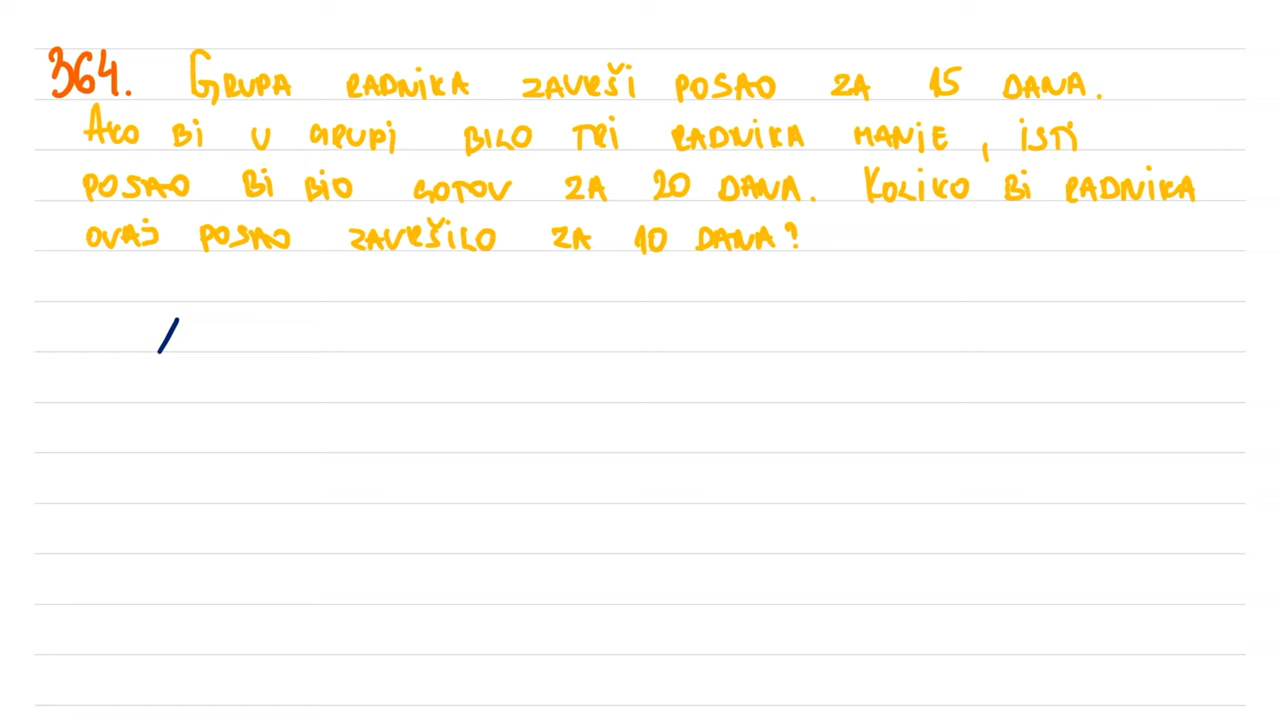 364. GRUPA RADNIKA ZAVRŠI POSAO ZA 15 DANA.
AKO BI U GRUPI BILO TRI RADNIKA MANJE, ISTI
POSAO BI BIO GOTOV ZA 20 DANA. KOLIKO BI RADNIKA
OVAJ POSAO ZAVRŠILO ZA 10 DANA?